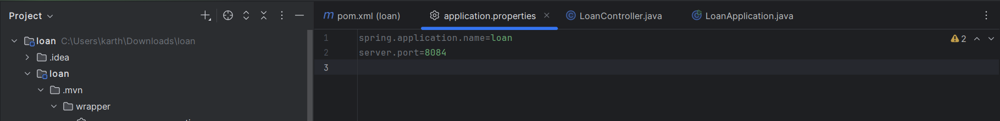 Project
loan C:\Users\karth\Downloads\loan
.idea
loan
.mvn
wrapper
pom.xml (loan) application.properties LoanController.java LoanApplication.java
1 spring.application.name=loan
2 server.port=8084
3
2